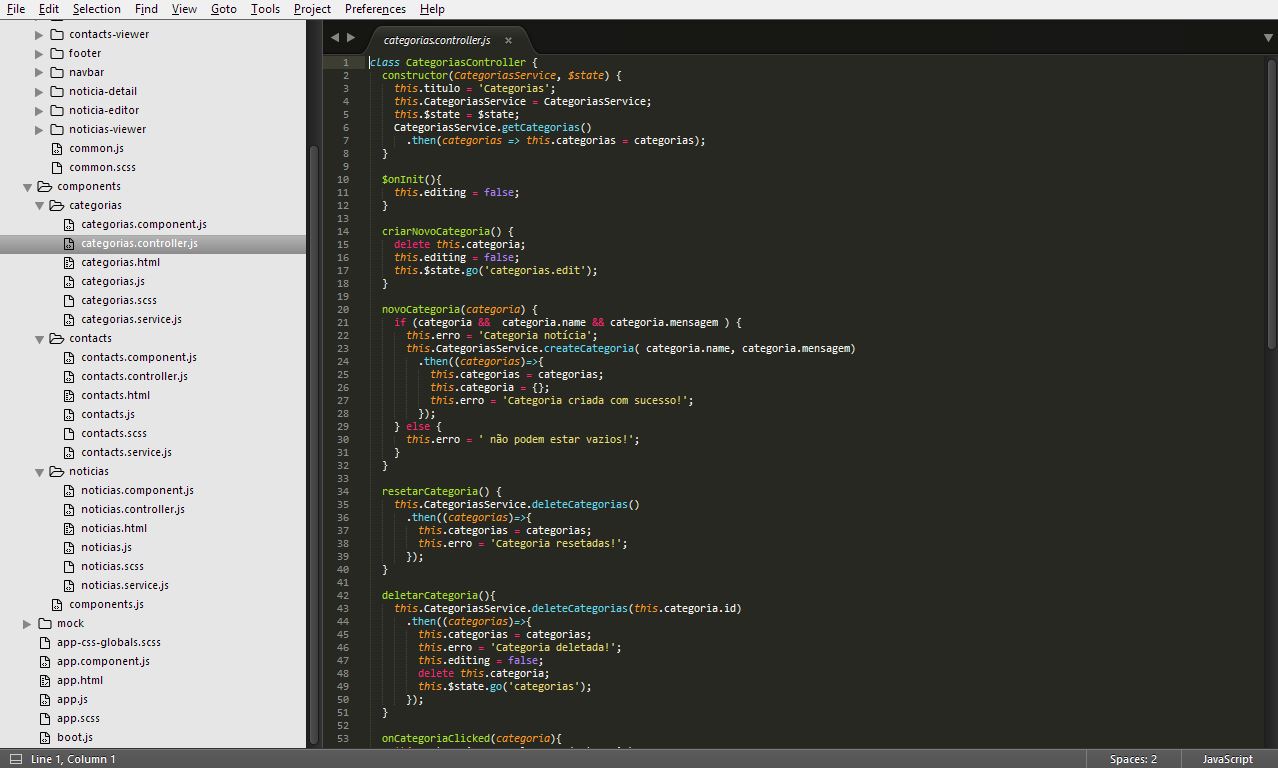 File Edit Selection Find View Goto Tools Project Preferences Help
contacts-viewer
footer
navbar
noticia-detail
noticia-editor
noticias-viewer
common.js
common.scss
components
categorias
categorias.component.js
categorias.controller.js
categorias.html
categorias.js
categorias.scss
categorias.service.js
contacts
contacts.component.js
contacts.controller.js
contacts.html
contacts.js
contacts.scss
contacts.service.js
noticias
noticias.component.js
noticias.controller.js
noticias.html
noticias.js
noticias.scss
noticias.service.js
components.js
mock
app-css-globals.scss
app.component.js
app.html
app.js
app.scss
boot.js
categorias.controller.js ×
1 class CategoriasController {
2   constructor(CategoriasService, $state) {
3     this.titulo = 'Categorias';
4     this.CategoriasService = CategoriasService;
5     this.$state = $state;
6     CategoriasService.getCategorias()
7       .then(categorias => this.categorias = categorias);
8   }
9
10   $onInit(){
11     this.editing = false;
12   }
13
14   criarNovoCategoria() {
15     delete this.categoria;
16     this.editing = false;
17     this.$state.go('categorias.edit');
18   }
19
20   novoCategoria(categoria) {
21     if (categoria &&  categoria.name && categoria.mensagem ) {
22       this.erro = 'Categoria notícia';
23       this.CategoriasService.createCategoria( categoria.name, categoria.mensagem)
24         .then((categorias)=>{
25           this.categorias = categorias;
26           this.categoria = {};
27           this.erro = 'Categoria criada com sucesso!';
28         });
29     } else {
30       this.erro = ' não podem estar vazios!';
31     }
32   }
33
34   resetarCategoria() {
35     this.CategoriasService.deleteCategorias()
36       .then((categorias)=>{
37         this.categorias = categorias;
38         this.erro = 'Categoria resetadas!';
39       });
40   }
41
42   deletarCategoria(){
43     this.CategoriasService.deleteCategorias(this.categoria.id)
44       .then((categorias)=>{
45         this.categorias = categorias;
46         this.erro = 'Categoria deletada!';
47         this.editing = false;
48         delete this.categoria;
49         this.$state.go('categorias');
50       });
51   }
52
53   onCategoriaClicked(categoria){
Line 1, Column 1 Spaces: 2 JavaScript